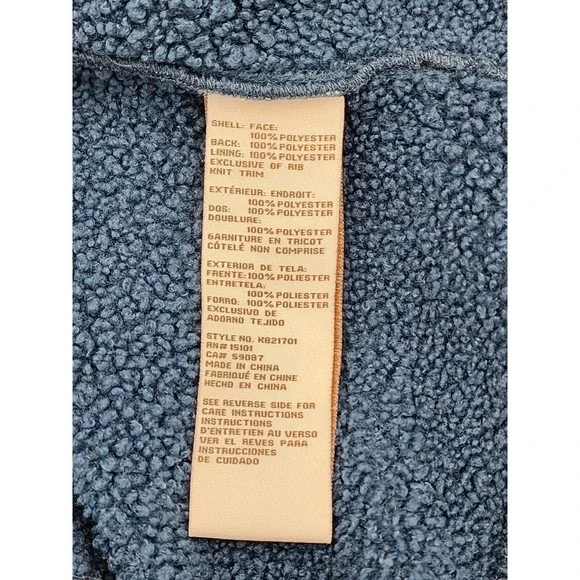 SHELL: FACE:
100% POLYESTER
BACK: 100% POLYESTER
LINING: 100% POLYESTER
EXCLUSIVE OF RIB
KNIT TRIM
EXTÉRIEUR: ENDROIT:
100% POLYESTER
DOS: 100% POLYESTER
DOUBLURE:
100% POLYESTER
GARNITURE EN TRICOT
CÔTELÉ NON COMPRISE
EXTERIOR DE TELA:
FRENTE: 100% POLIESTER
ENTRETELA:
100% POLIESTER
FORRO: 100% POLIESTER
EXCLUSIVO DE
ADORNO TEJIDO
STYLE NO. K821701
RN# 15101
CA# 59087
MADE IN CHINA
FABRIQUÉ EN CHINE
HECHO EN CHINA
SEE REVERSE SIDE FOR
CARE INSTRUCTIONS
INSTRUCTIONS
D'ENTRETIEN AU VERSO
VER EL REVES PARA
INSTRUCCIONES
DE CUIDADO